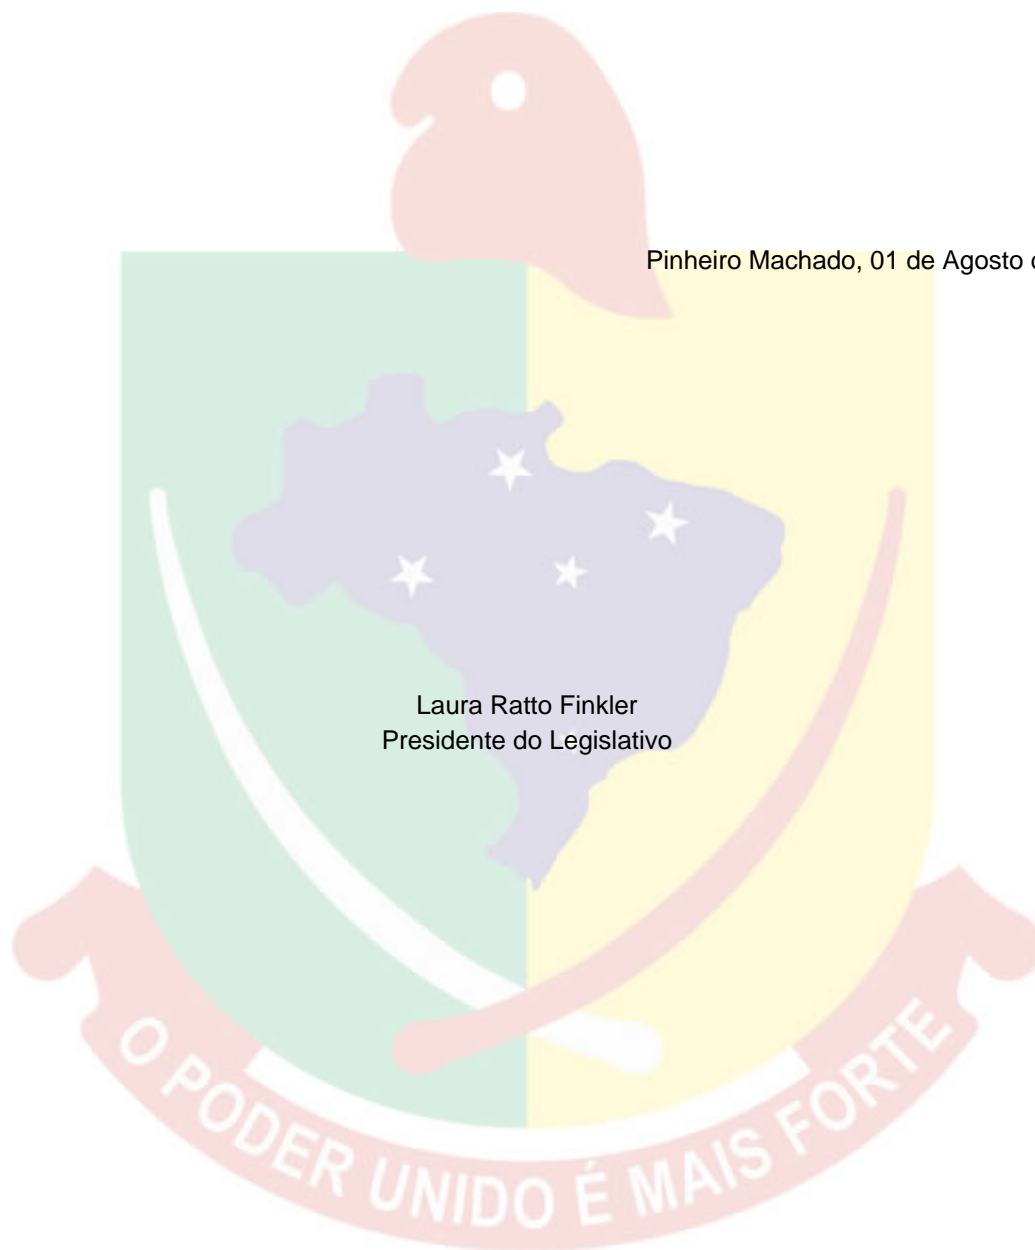 Pinheiro Machado, 01 de Agosto
Laura Ratto Finkler
Presidente do Legislativo
O PODER UNIDO É MAIS FORTE